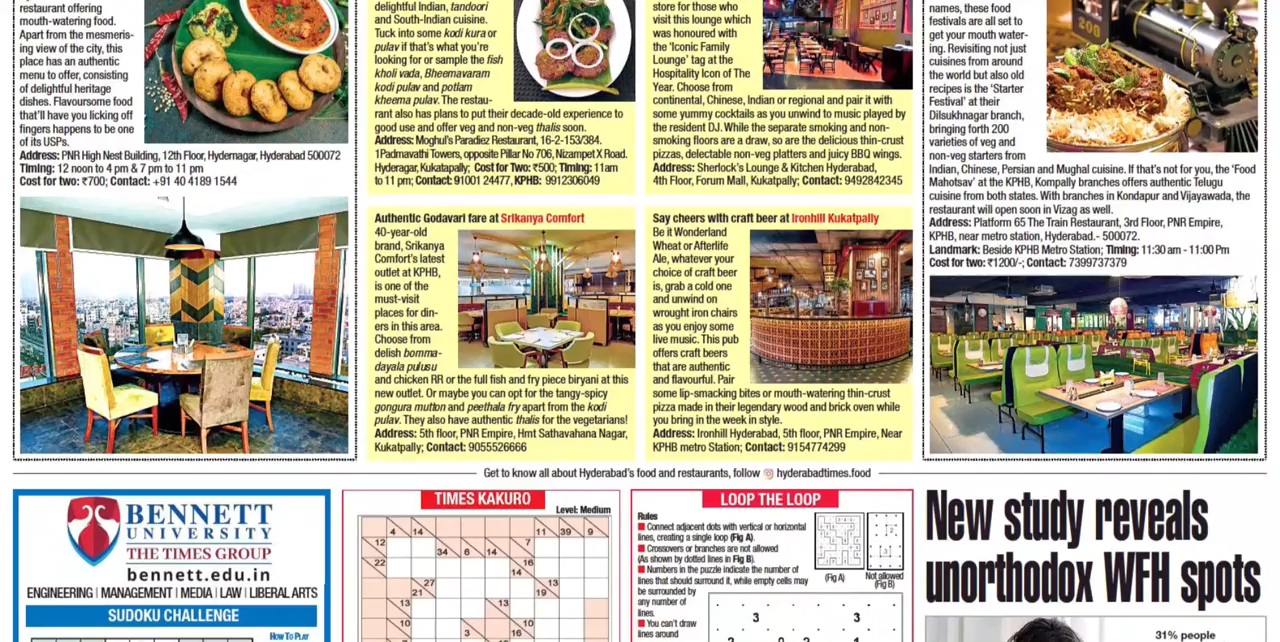 restaurant offering
mouth-watering food.
Apart from the mesmeris-
ing view of the city, this
place has an authentic
menu to offer, consisting
of delightful heritage
dishes. Flavoursome food
that'll have you licking off
fingers happens to be one
of its USPs.
Address: PNR High Nest Building, 12th Floor, Hydernagar, Hyderabad 500072
Timing: 12 noon to 4 pm & 7 pm to 11 pm
Cost for two: ₹700; Contact: +91 40 4189 1544
delightful Indian, tandoori
and South-Indian cuisine.
Tuck into some kodi kura or
pulav if that's what you're
looking for or sample the fish
kholi vada, Bheemavaram
kodi pulav and potlam
kheema pulav. The restau-
rant also has plans to put their decade-old experience to
good use and offer veg and non-veg thalis soon.
Address: Moghul's Paradiez Restaurant, 16-2-153/384.
1Padmavathi Towers, opposite Pillar No 706, Nizampet X Road.
Hyderagar, Kukatapally; Cost for Two: ₹500; Timing: 11am
to 11 pm; Contact: 91001 24477, KPHB: 9912306049
Authentic Godavari fare at Srikanya Comfort
40-year-old
brand, Srikanya
Comfort's latest
outlet at KPHB,
is one of the
must-visit
places for din-
ers in this area.
Choose from
delish bomma-
dayala pulusu
and chicken RR or the full fish and fry piece biryani at this
new outlet. Or maybe you can opt for the tangy-spicy
gongura mutton and peethala fry apart from the kodi
pulav. They also have authentic thalis for the vegetarians!
Address: 5th floor, PNR Empire, Hmt Sathavahana Nagar,
Kukatpally; Contact: 9055526666
store for those who
visit this lounge which
was honoured with
the 'Iconic Family
Lounge' tag at the
Hospitality Icon of The
Year. Choose from
continental, Chinese, Indian or regional and pair it with
some yummy cocktails as you unwind to music played by
the resident DJ. While the separate smoking and non-
smoking floors are a draw, so are the delicious thin-crust
pizzas, delectable non-veg platters and juicy BBQ wings.
Address: Sherlock's Lounge & Kitchen Hyderabad,
4th Floor, Forum Mall, Kukatpally; Contact: 9492842345
Say cheers with craft beer at Ironhill Kukatpally
Be it Wonderland
Wheat or Afterlife
Ale, whatever your
choice of craft beer
is, grab a cold one
and unwind on
wrought iron chairs
as you enjoy some
live music. This pub
offers craft beers
that are authentic
and flavourful. Pair
some lip-smacking bites or mouth-watering thin-crust
pizza made in their legendary wood and brick oven while
you bring in the week in style.
Address: Ironhill Hyderabad, 5th floor, PNR Empire, Near
KPHB metro Station; Contact: 9154774299
names, these food
festivals are all set to
get your mouth water-
ing. Revisiting not just
cuisines from around
the world but also old
recipes is the 'Starter
Festival' at their
Dilsukhnagar branch,
bringing forth 200
varieties of veg and
non-veg starters from
Indian, Chinese, Persian and Mughal cuisine. If that's not for you, the 'Food
Mahotsav' at the KPHB, Kompally branches offers authentic Telugu
cuisine from both states. With branches in Kondapur and Vijayawada, the
restaurant will open soon in Vizag as well.
Address: Platform 65 The Train Restaurant, 3rd Floor, PNR Empire,
KPHB, near metro station, Hyderabad.- 500072.
Landmark: Beside KPHB Metro Station; Timing: 11:30 am - 11:00 Pm
Cost for two: ₹1200/-; Contact: 7399737379
Get to know all about Hyderabad's food and restaurants, follow hyderabadtimes.food
BENNETT
UNIVERSITY
THE TIMES GROUP
bennett.edu.in
ENGINEERING | MANAGEMENT | MEDIA | LAW | LIBERAL ARTS
SUDOKU CHALLENGE
How To Play
TIMES KAKURO
Level: Medium
4 14 11 39 9
12 34 6 14 7
22 16
14
27 13
21 19
13 13
10 10
3 16
LOOP THE LOOP
Rules
Connect adjacent dots with vertical or horizontal
lines, creating a single loop (Fig A).
Crossovers or branches are not allowed
(As shown by dotted lines in Fig B).
Numbers in the puzzle indicate the number of
lines that should surround it, while empty cells may
be surrounded by
any number of
lines.
You can't draw
lines around
(Fig A)
Not allowed
(Fig B)
3 3
New study reveals
unorthodox WFH spots
31% people